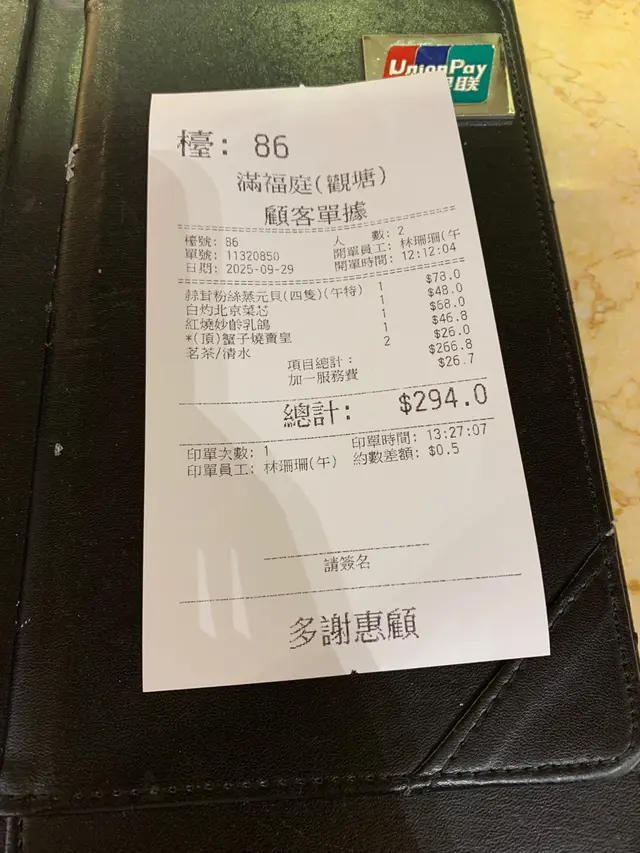 UnionPay
银联
檯: 86
滿福庭(觀塘)
顧客單據
檯號: 86 人 數: 2
單號: 11320850 開單員工: 林珊珊(午
日期: 2025-09-29 開單時間: 12:12:04
蒜茸粉絲蒸元貝(四隻)(午特) 1 $78.0
白灼北京菜芯 1 $48.0
紅燒妙齡乳鴿 1 $68.0
*(頂)蟹子燒賣皇 1 $46.8
茗茶/清水 2 $26.0
項目總計: $266.8
加一服務費 $26.7
總計: $294.0
印單次數: 1 印單時間: 13:27:07
印單員工: 林珊珊(午) 約數差額: $0.5
請簽名
多謝惠顧